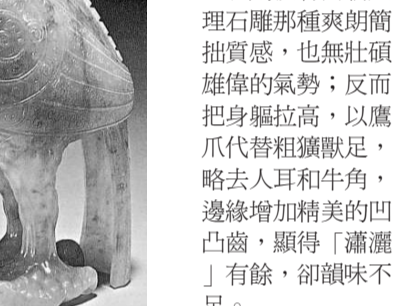 理石雕那種爽朗簡
拙質感，也無壯碩
雄偉的氣勢；反而
把身軀拉高，以鷹
爪代替粗獷獸足，
略去人耳和牛角，
邊緣增加精美的凹
凸齒，顯得「瀟灑
」有餘，卻韻味不
足。